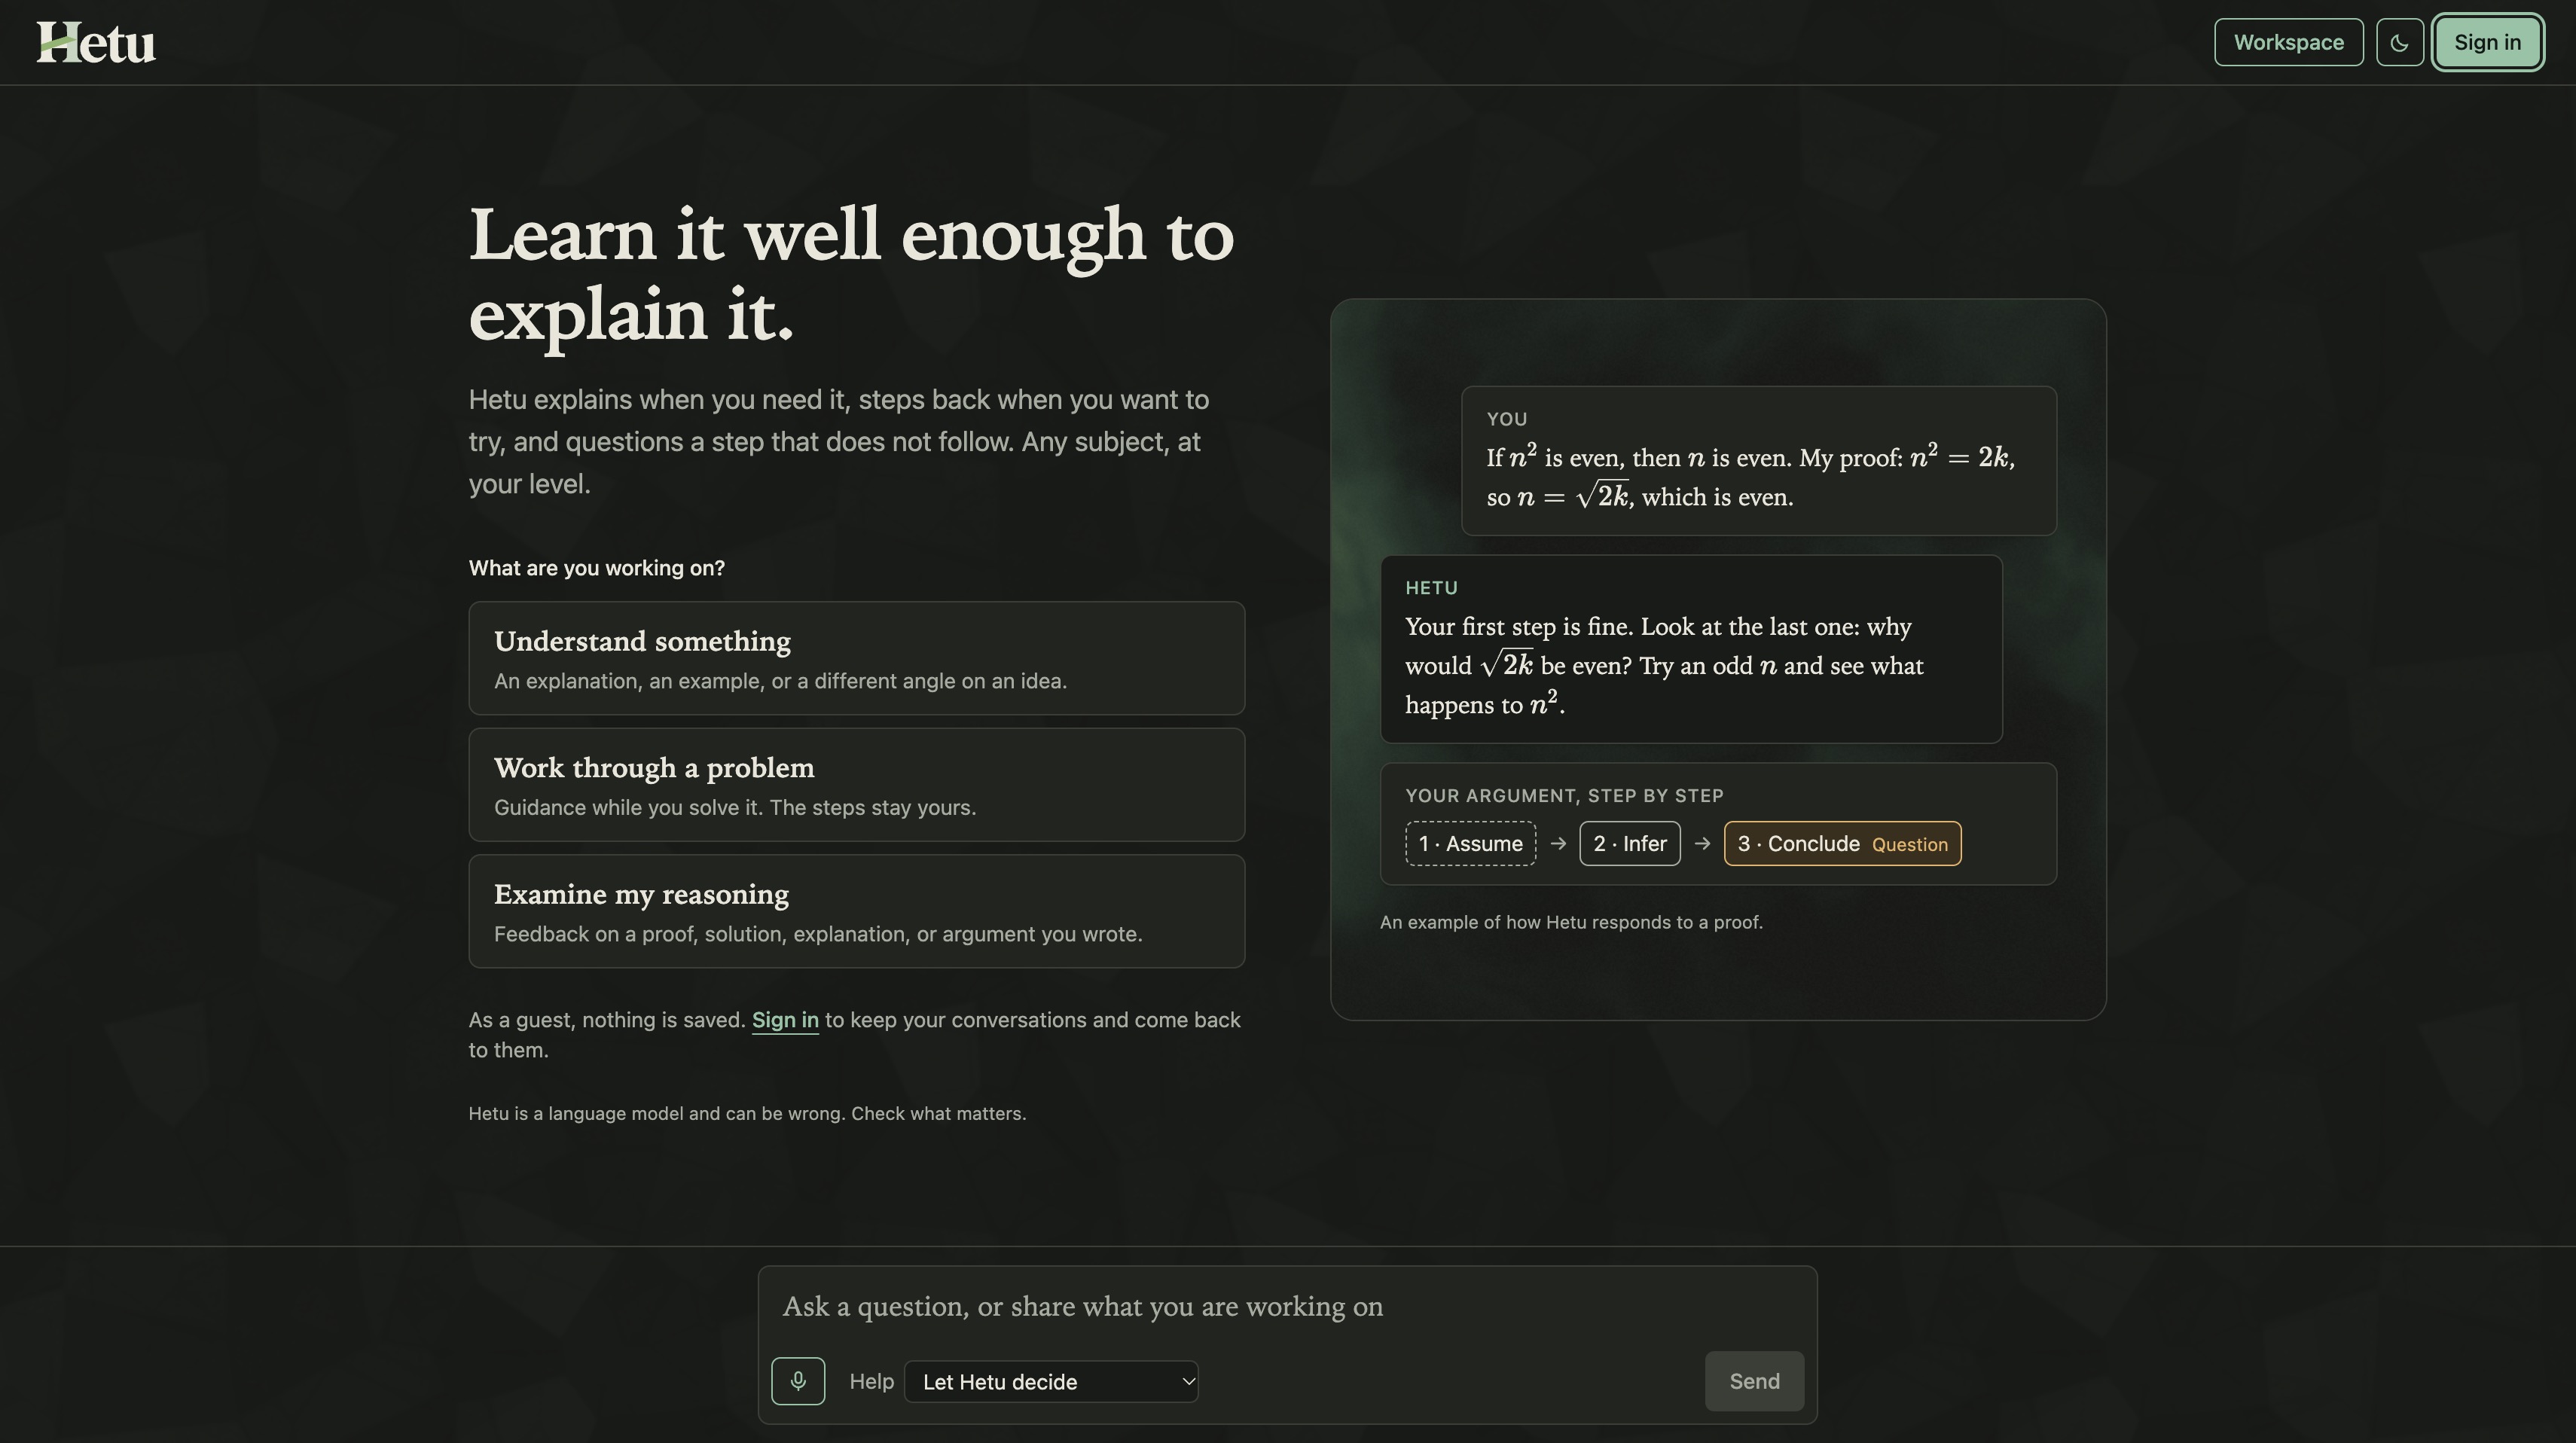 Hetu
Workspace
Sign in
Learn it well enough to
explain it.
Hetu explains when you need it, steps back when you want to
try, and questions a step that does not follow. Any subject, at
your level.
What are you working on?
Understand something
An explanation, an example, or a different angle on an idea.
Work through a problem
Guidance while you solve it. The steps stay yours.
Examine my reasoning
Feedback on a proof, solution, explanation, or argument you wrote.
As a guest, nothing is saved. Sign in to keep your conversations and come back
to them.
Hetu is a language model and can be wrong. Check what matters.
YOU
If n² is even, then n is even. My proof: n² = 2k,
so n = √2k, which is even.
HETU
Your first step is fine. Look at the last one: why
would √2k be even? Try an odd n and see what
happens to n².
YOUR ARGUMENT, STEP BY STEP
1 · Assume → 2 · Infer → 3 · Conclude Question
An example of how Hetu responds to a proof.
Ask a question, or share what you are working on
Help Let Hetu decide
Send